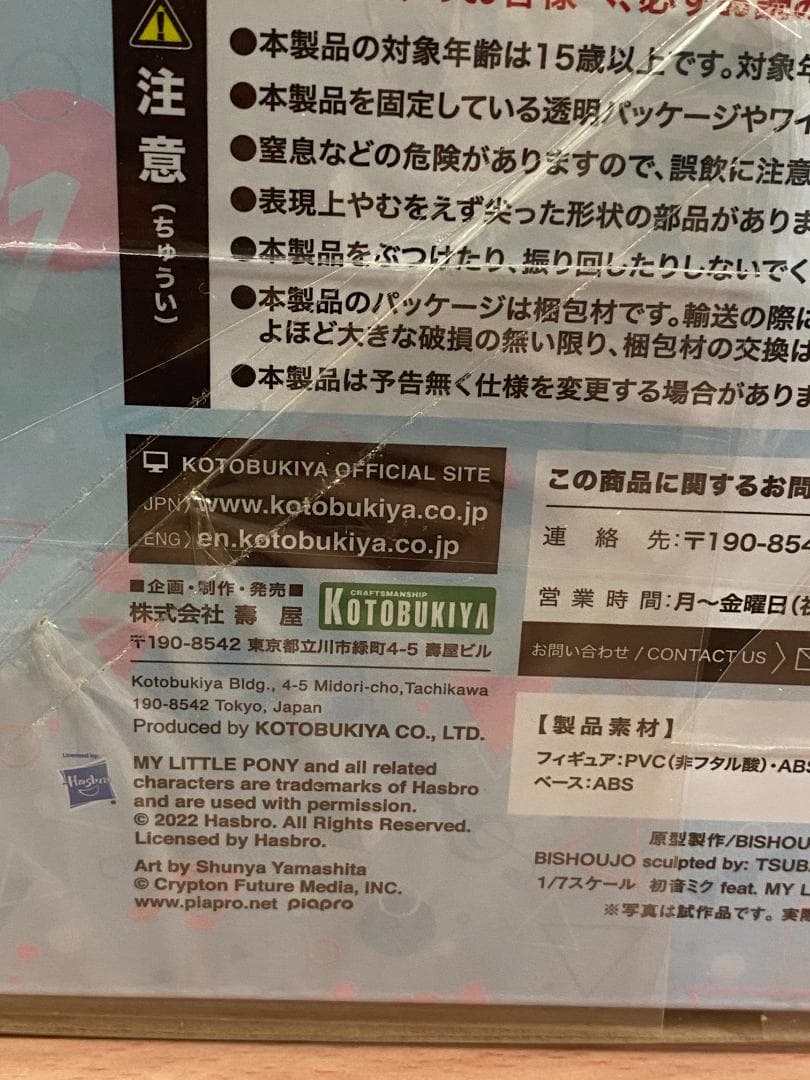 注意(ちゅうい)
●本製品の対象年齢は15歳以上です。対象年
●本製品を固定している透明パッケージやワイ
●窒息などの危険がありますので、誤飲に注意
●表現上やむをえず尖った形状の部品がありま
●本製品をぶつけたり、振り回したりしないでく
●本製品のパッケージは梱包材です。輸送の際に
よほど大きな破損の無い限り、梱包材の交換は
●本製品は予告無く仕様を変更する場合がありま
KOTOBUKIYA OFFICIAL SITE
JPN〉www.kotobukiya.co.jp
ENG〉en.kotobukiya.co.jp
■企画・制作・発売■
株式会社 壽 屋
CRAFTSMANSHIP
KOTOBUKIYA
〒190-8542 東京都立川市緑町4-5 壽屋ビル
Kotobukiya Bldg., 4-5 Midori-cho,Tachikawa
190-8542 Tokyo, Japan
Produced by KOTOBUKIYA CO., LTD.
Licensed by:
Hasbro
MY LITTLE PONY and all related
characters are trademarks of Hasbro
and are used with permission.
© 2022 Hasbro. All Rights Reserved.
Licensed by Hasbro.
Art by Shunya Yamashita
© Crypton Future Media, INC.
www.piapro.net piapro
この商品に関するお問
連絡先:〒190-854
営業時間:月〜金曜日(祝
お問い合わせ / CONTACT US 〉
【製品素材】
フィギュア:PVC(非フタル酸)・ABS
ベース:ABS
原型製作/BISHOU
BISHOUJO sculpted by: TSUBA
1/7スケール 初音ミク feat. MY L
※写真は試作品です。実際